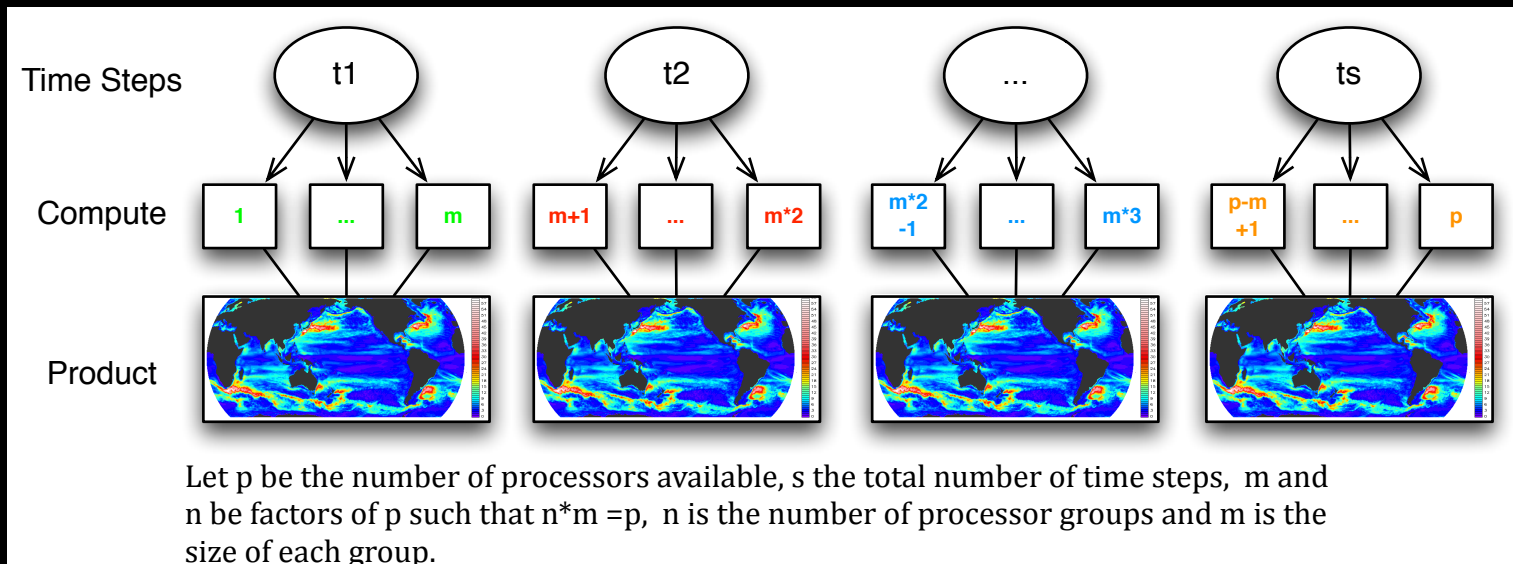 Time Steps
t1
t2
...
ts
Compute
1
...
m
m+1
...
m*2
m*2
-1
...
m*3
p-m
+1
...
p
Product
Let p be the number of processors available, s the total number of time steps, m and
n be factors of p such that n*m =p, n is the number of processor groups and m is the
size of each group.